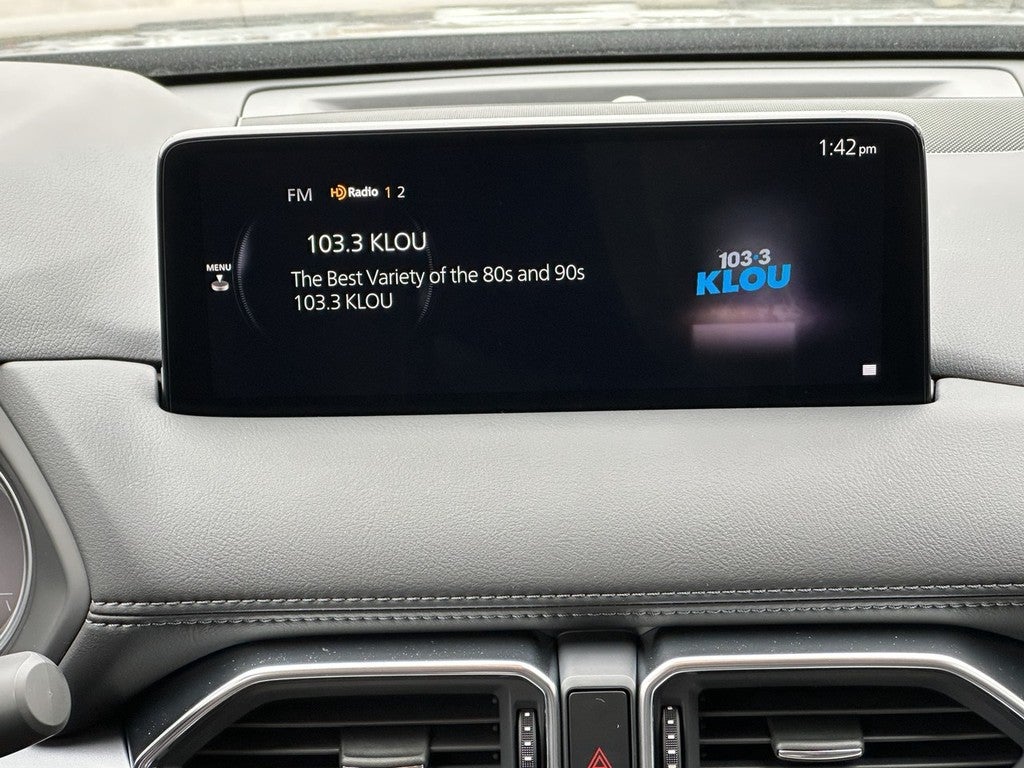 1:42 pm
FM HD Radio 1 2
103.3 KLOU
MENU
The Best Variety of the 80s and 90s
103.3 KLOU
103•3
KLOU